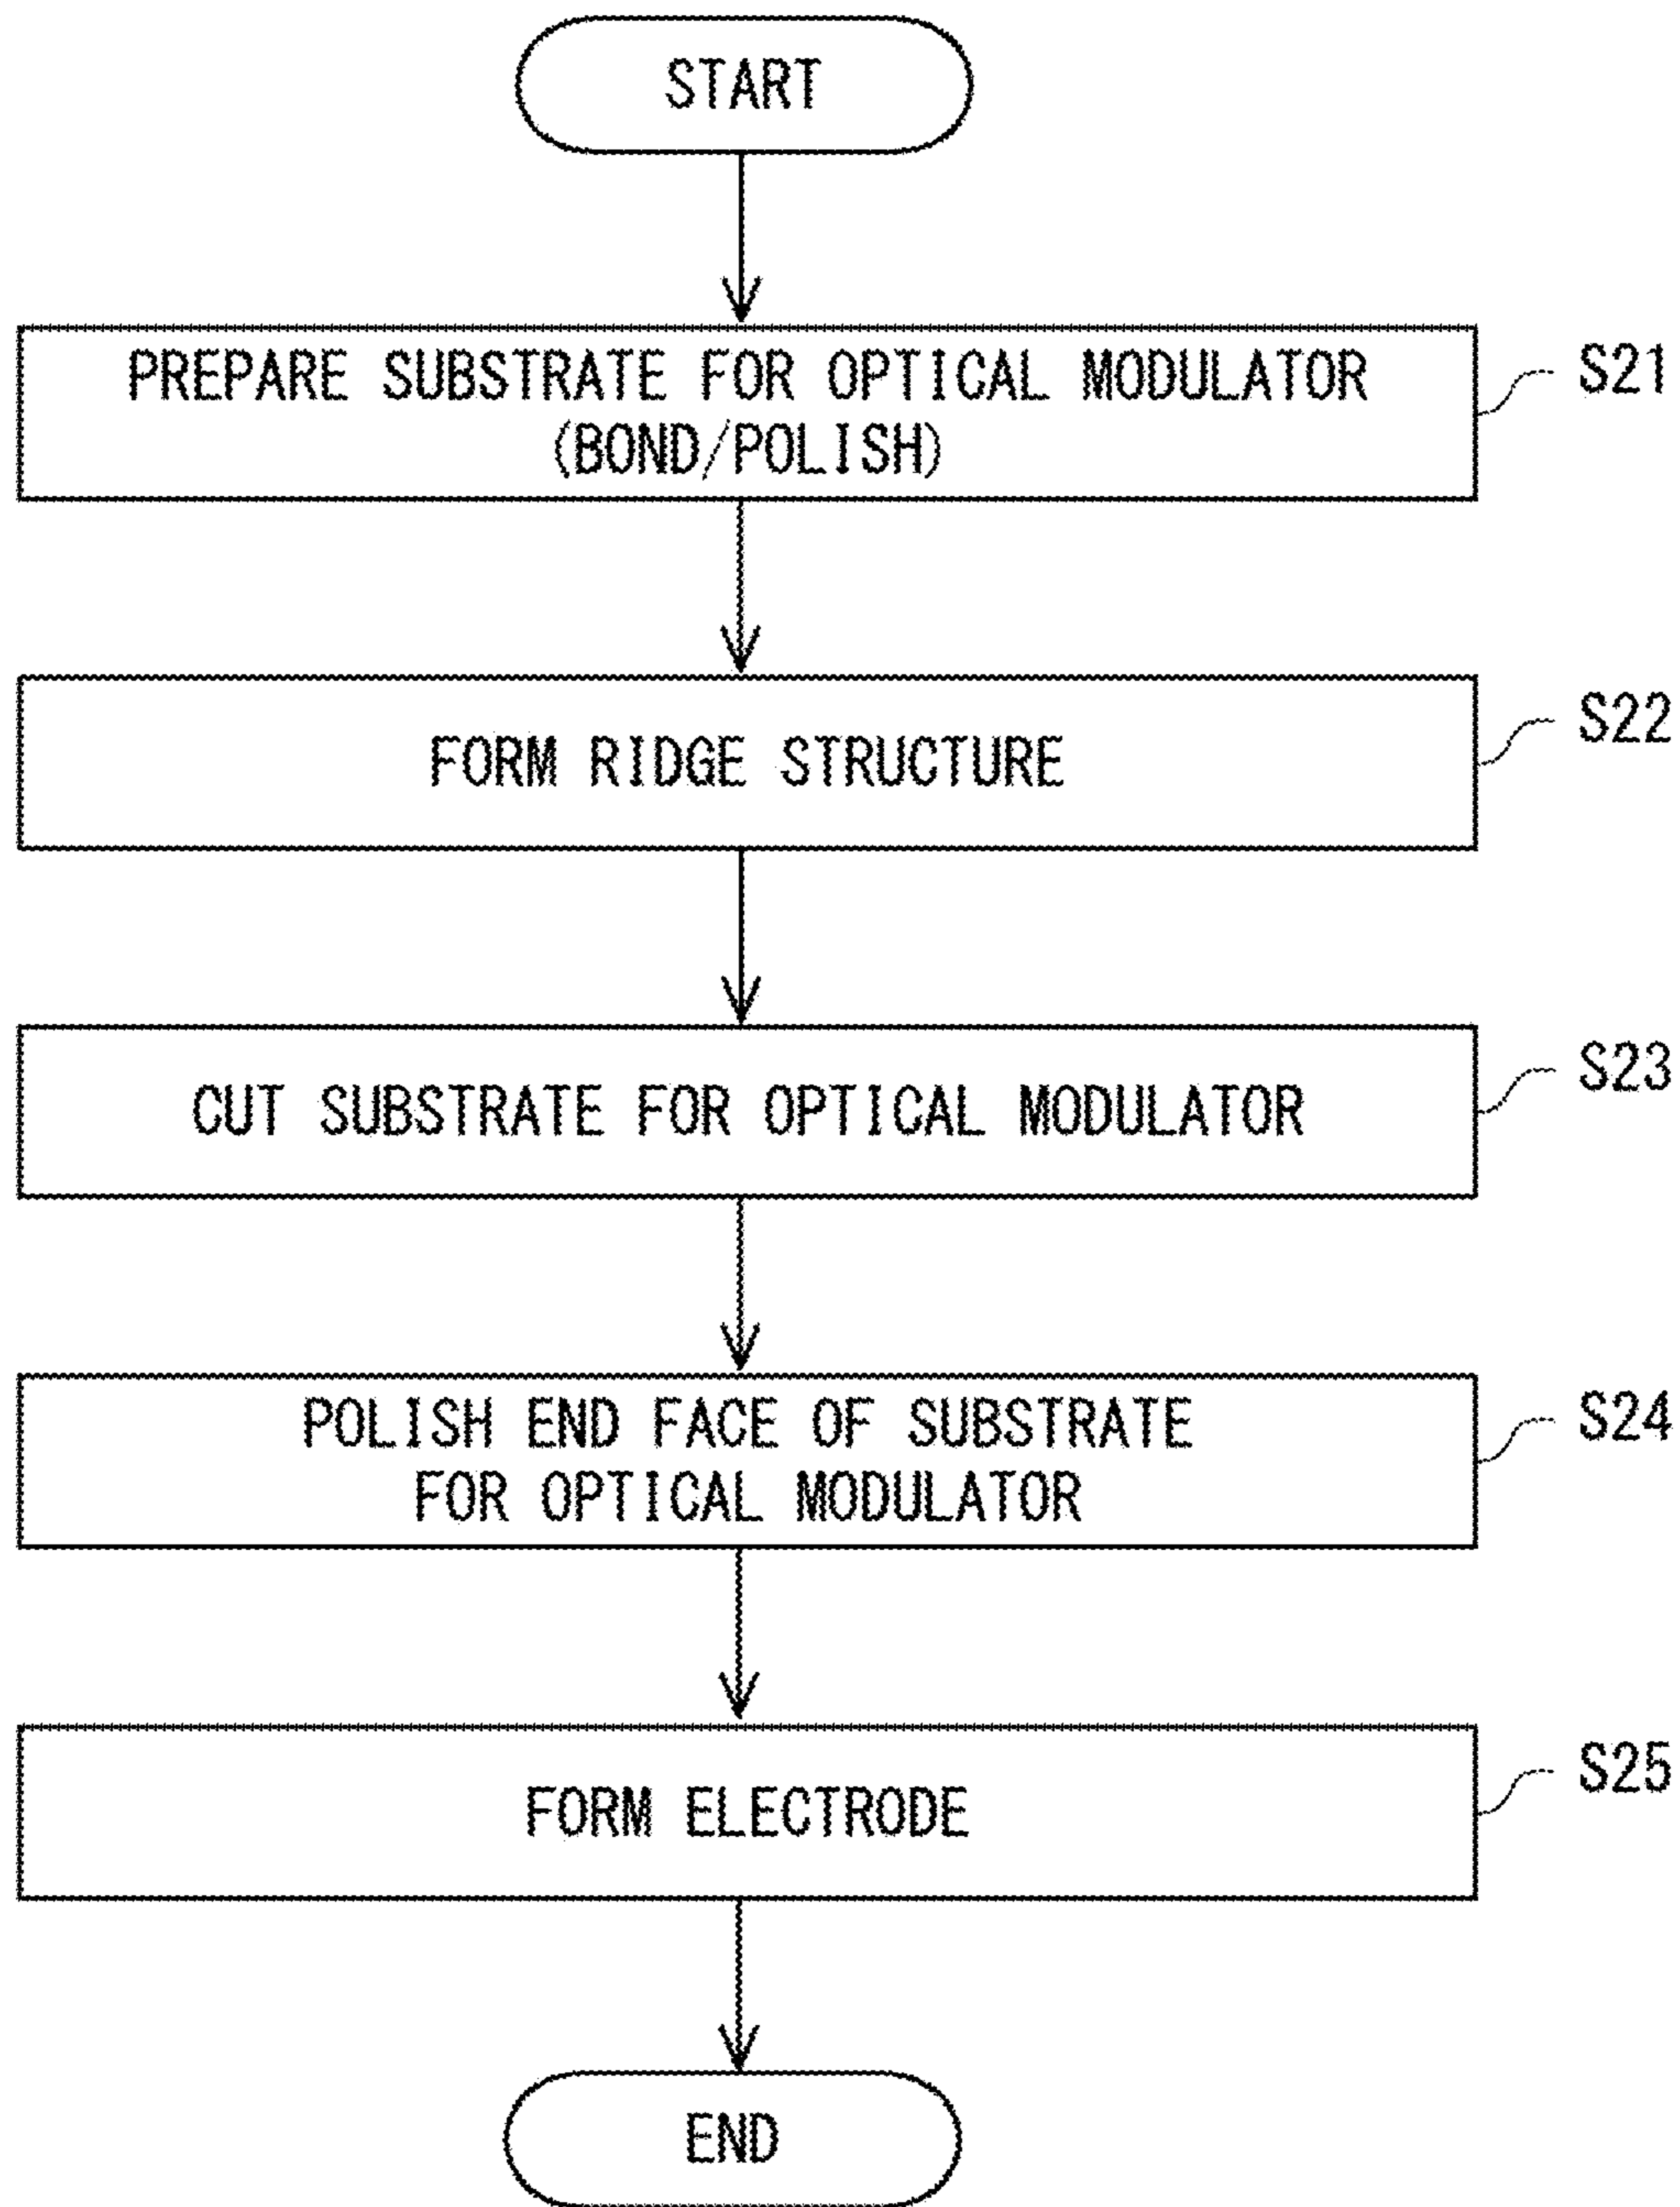 START
PREPARE SUBSTRATE FOR OPTICAL MODULATOR
(BOND/POLISH)
S21
FORM RIDGE STRUCTURE
S22
CUT SUBSTRATE FOR OPTICAL MODULATOR
S23
POLISH END FACE OF SUBSTRATE
FOR OPTICAL MODULATOR
S24
FORM ELECTRODE
S25
END